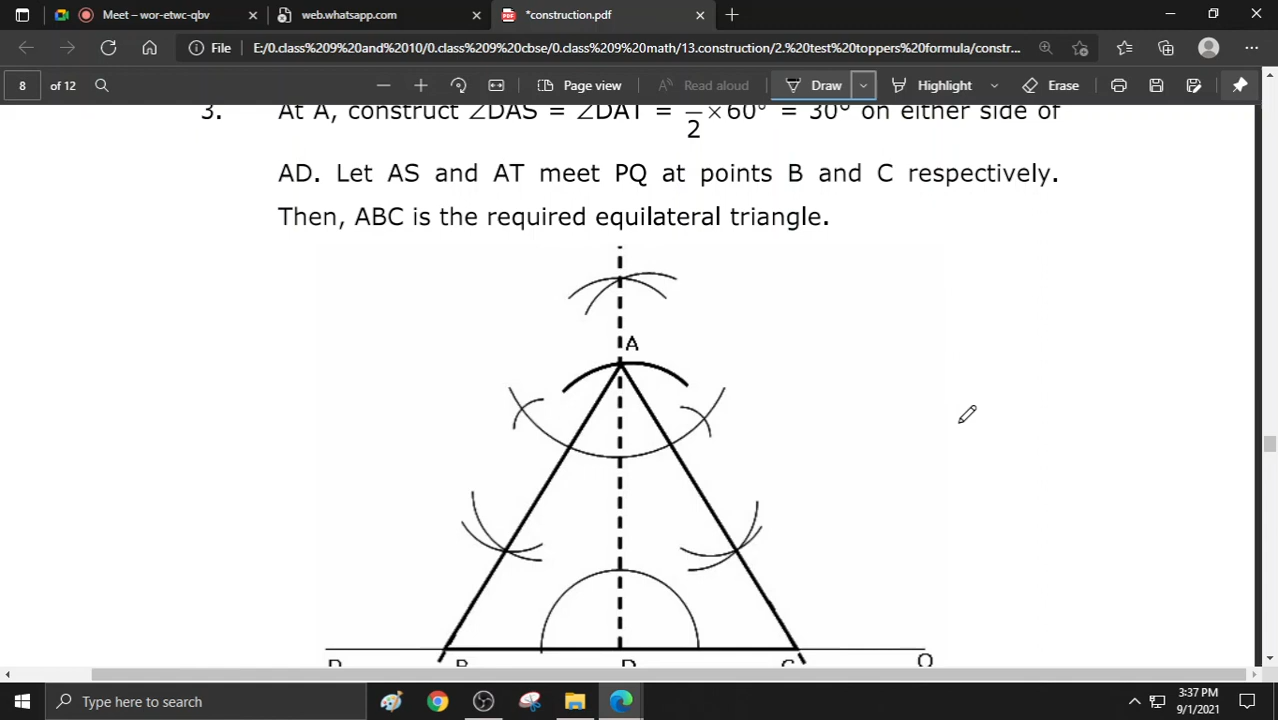 Meet – wor-etwc-qbv
web.whatsapp.com
*construction.pdf
File
E:/0.class%209%20and%2010/0.class%209%20cbse/0.class%209%20math/13.construction/2.%20test%20toppers%20formula/constr...
8 of 12
Page view
Read aloud
Draw
Highlight
Erase
3. At A, construct ∠DAS = ∠DAT = /2 ×60° = 30° on either side of
AD. Let AS and AT meet PQ at points B and C respectively.
Then, ABC is the required equilateral triangle.
A
P B D C Q
Type here to search
3:37 PM
9/1/2021